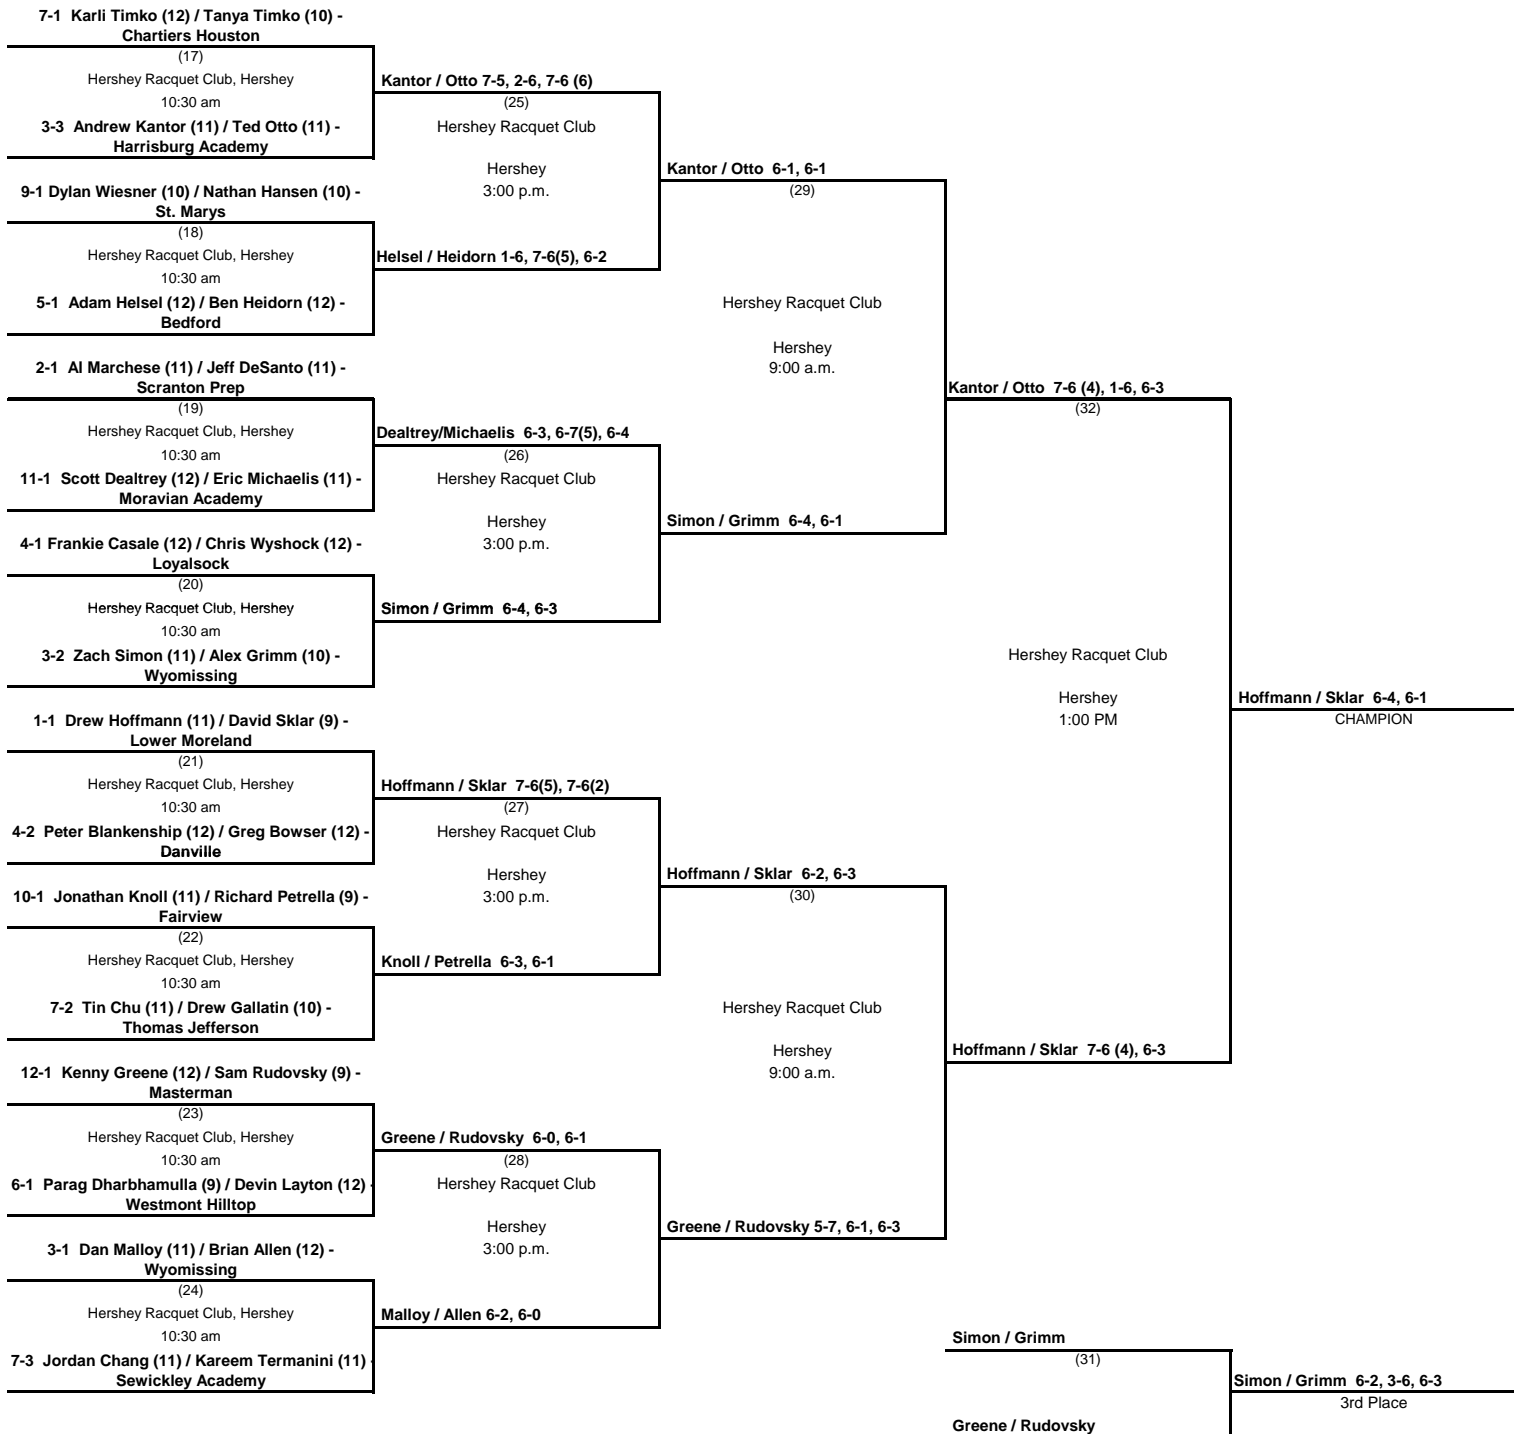 7-1 Karli Timko (12) / Tanya Timko (10) -
Chartiers Houston
(17)
Hershey Racquet Club, Hershey
10:30 am
3-3 Andrew Kantor (11) / Ted Otto (11) -
Harrisburg Academy
9-1 Dylan Wiesner (10) / Nathan Hansen (10) -
St. Marys
(18)
Hershey Racquet Club, Hershey
10:30 am
5-1 Adam Helsel (12) / Ben Heidorn (12) -
Bedford
2-1 Al Marchese (11) / Jeff DeSanto (11) -
Scranton Prep
(19)
Hershey Racquet Club, Hershey
10:30 am
11-1 Scott Dealtrey (12) / Eric Michaelis (11) -
Moravian Academy
4-1 Frankie Casale (12) / Chris Wyshock (12) -
Loyalsock
(20)
Hershey Racquet Club, Hershey
10:30 am
3-2 Zach Simon (11) / Alex Grimm (10) -
Wyomissing
1-1 Drew Hoffmann (11) / David Sklar (9) -
Lower Moreland
(21)
Hershey Racquet Club, Hershey
10:30 am
4-2 Peter Blankenship (12) / Greg Bowser (12) -
Danville
10-1 Jonathan Knoll (11) / Richard Petrella (9) -
Fairview
(22)
Hershey Racquet Club, Hershey
10:30 am
7-2 Tin Chu (11) / Drew Gallatin (10) -
Thomas Jefferson
12-1 Kenny Greene (12) / Sam Rudovsky (9) -
Masterman
(23)
Hershey Racquet Club, Hershey
10:30 am
6-1 Parag Dharbhamulla (9) / Devin Layton (12) -
Westmont Hilltop
3-1 Dan Malloy (11) / Brian Allen (12) -
Wyomissing
(24)
Hershey Racquet Club, Hershey
10:30 am
7-3 Jordan Chang (11) / Kareem Termanini (11) -
Sewickley Academy
Kantor / Otto 7-5, 2-6, 7-6 (6)
(25)
Hershey Racquet Club
Hershey
3:00 p.m.
Helsel / Heidorn 1-6, 7-6(5), 6-2
Dealtrey/Michaelis 6-3, 6-7(5), 6-4
(26)
Hershey Racquet Club
Hershey
3:00 p.m.
Simon / Grimm 6-4, 6-3
Hoffmann / Sklar 7-6(5), 7-6(2)
(27)
Hershey Racquet Club
Hershey
3:00 p.m.
Knoll / Petrella 6-3, 6-1
Greene / Rudovsky 6-0, 6-1
(28)
Hershey Racquet Club
Hershey
3:00 p.m.
Malloy / Allen 6-2, 6-0
Kantor / Otto 6-1, 6-1
(29)
Hershey Racquet Club
Hershey
9:00 a.m.
Simon / Grimm 6-4, 6-1
Hoffmann / Sklar 6-2, 6-3
(30)
Hershey Racquet Club
Hershey
9:00 a.m.
Greene / Rudovsky 5-7, 6-1, 6-3
Kantor / Otto 7-6 (4), 1-6, 6-3
(32)
Hershey Racquet Club
Hershey
1:00 PM
Hoffmann / Sklar 7-6 (4), 6-3
Hoffmann / Sklar 6-4, 6-1
CHAMPION
Simon / Grimm
(31)
Greene / Rudovsky
Simon / Grimm 6-2, 3-6, 6-3
3rd Place